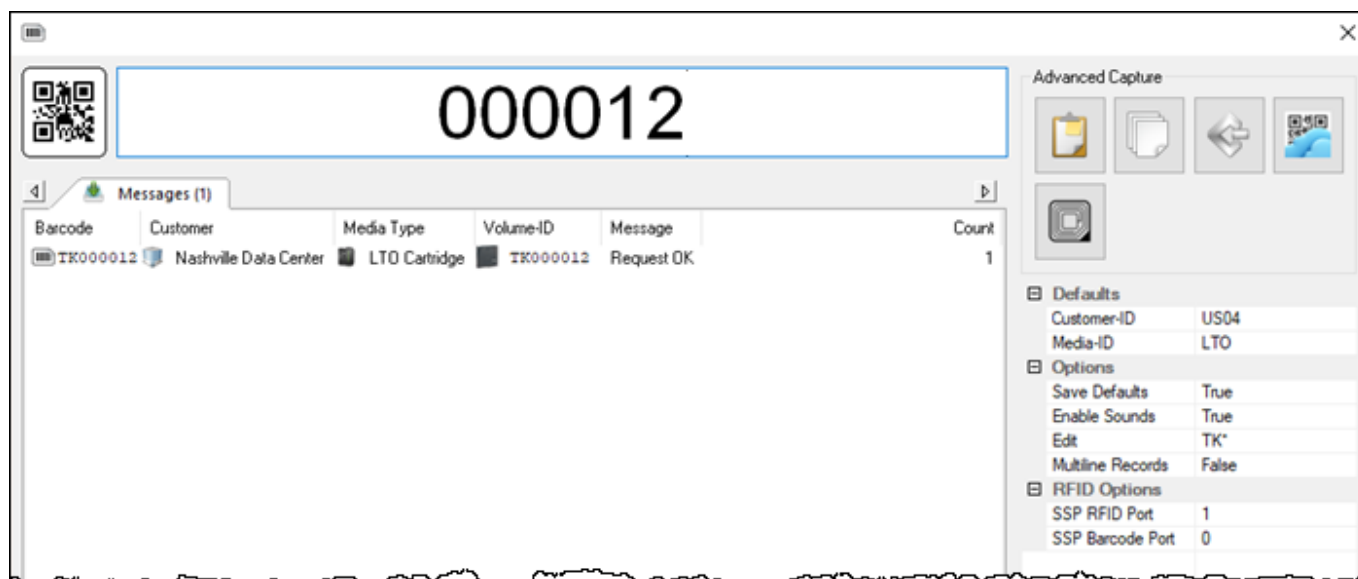 000012
Messages (1)
Barcode Customer Media Type Volume-ID Message Count
TK000012 Nashville Data Center LTO Cartridge TK000012 Request OK 1
Advanced Capture
Defaults
Customer-ID US04
Media-ID LTO
Options
Save Defaults True
Enable Sounds True
Edit TK*
Multiline Records False
RFID Options
SSP RFID Port 1
SSP Barcode Port 0